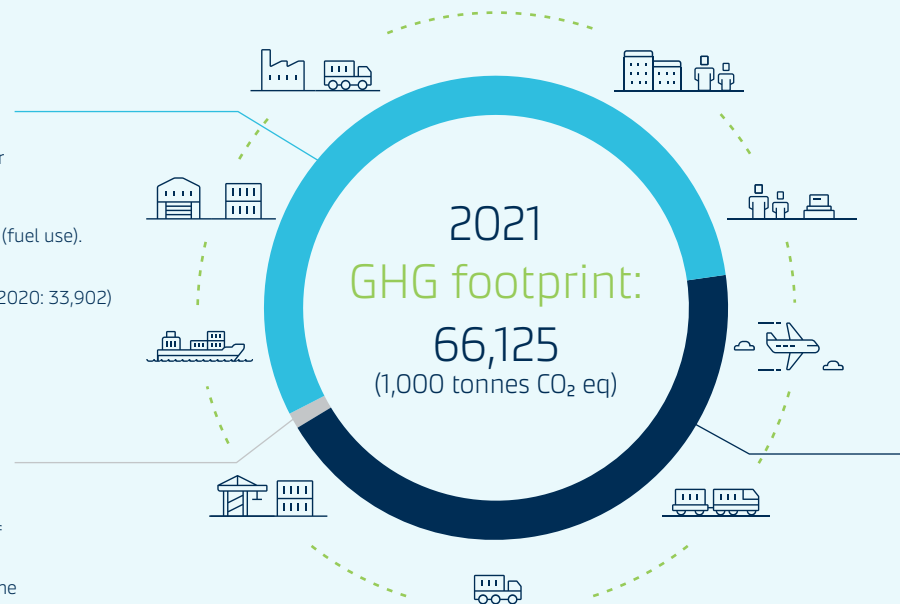 r
(fuel use).
2020: 33,902)
2021
GHG footprint:
66,125
(1,000 tonnes CO₂ eq)